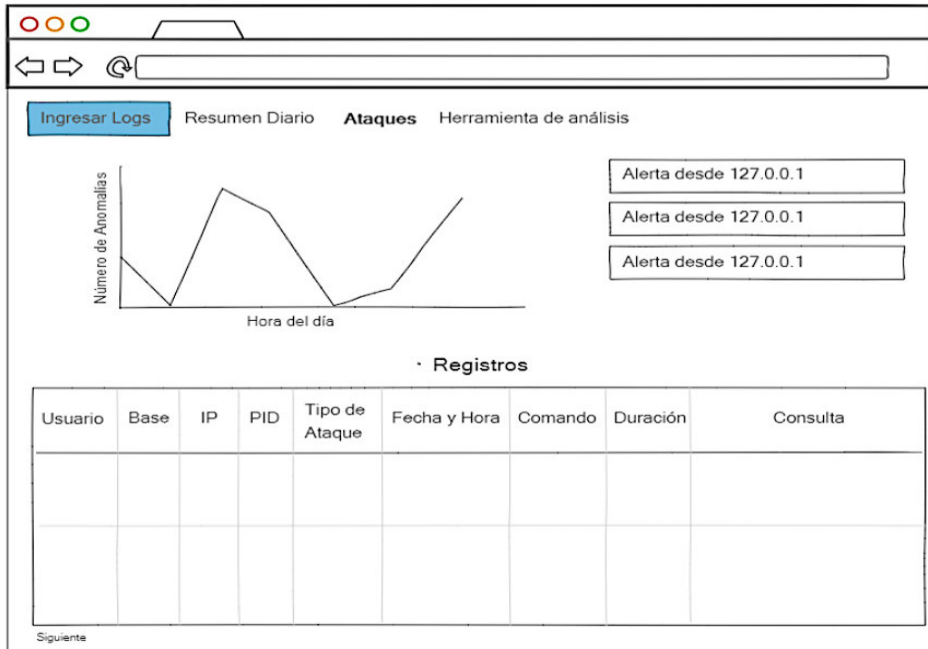 Ingresar Logs Resumen Diario Ataques Herramienta de análisis
Número de Anomalías
Hora del día
Alerta desde 127.0.0.1
Alerta desde 127.0.0.1
Alerta desde 127.0.0.1
Registros
Usuario Base IP PID Tipo de Ataque Fecha y Hora Comando Duración Consulta
Siguiente